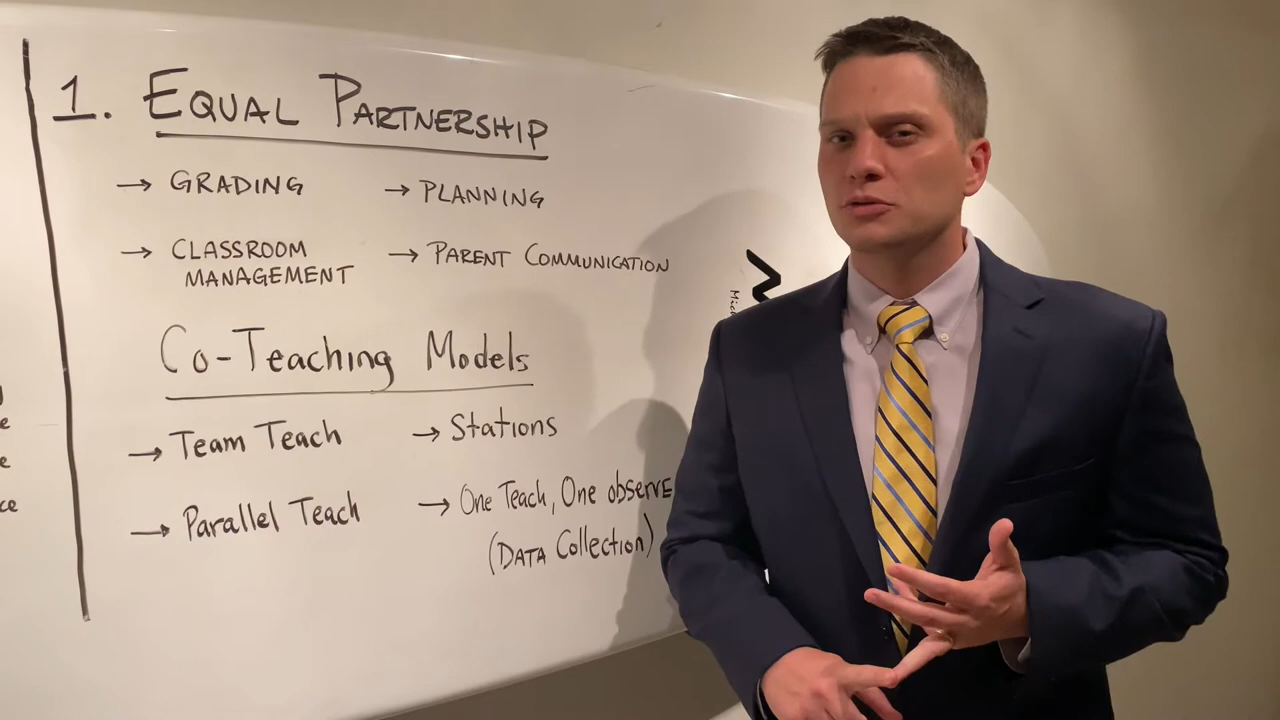 1. EQUAL PARTNERSHIP
→ GRADING → PLANNING
→ CLASSROOM MANAGEMENT → PARENT COMMUNICATION
Co-Teaching Models
→ Team Teach → Stations
→ Parallel Teach → One Teach, One observe
(DATA Collection)